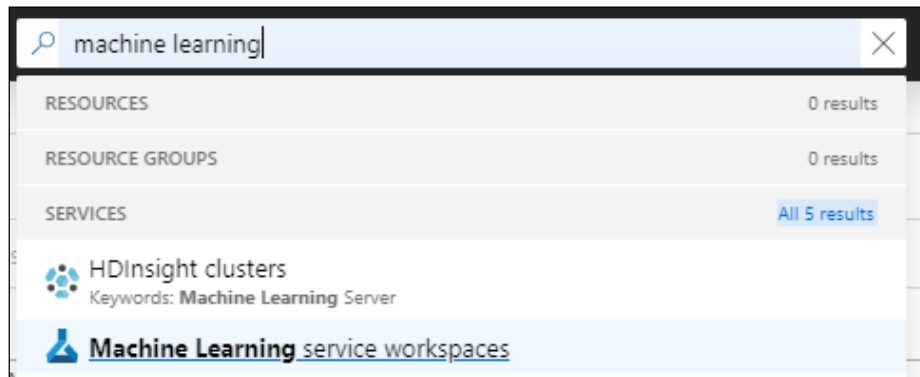 machine learning
RESOURCES 0 results
RESOURCE GROUPS 0 results
SERVICES All 5 results
HDInsight clusters
Keywords: Machine Learning Server
Machine Learning service workspaces